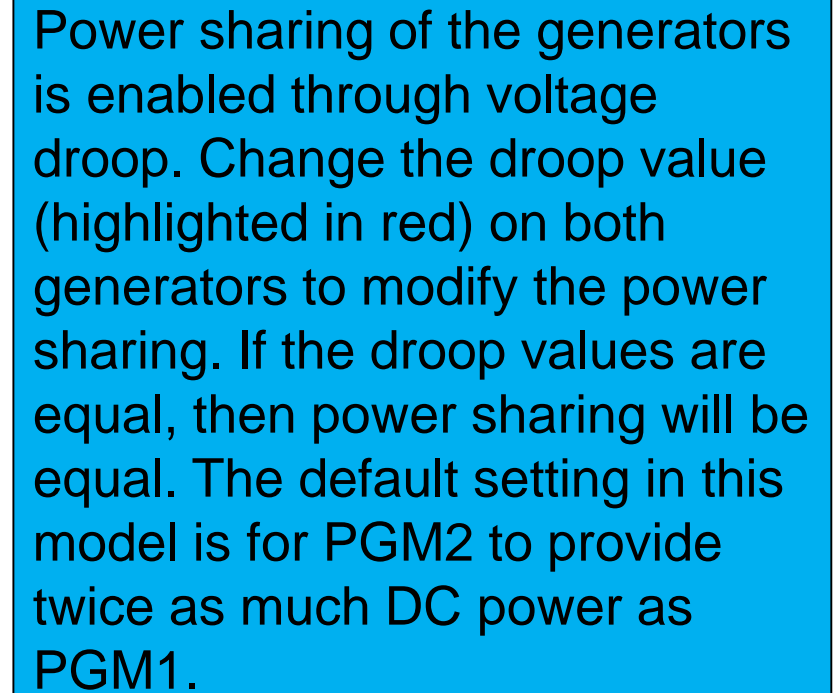 Power sharing of the generators
is enabled through voltage
droop. Change the droop value
(highlighted in red) on both
generators to modify the power
sharing. If the droop values are
equal, then power sharing will be
equal. The default setting in this
model is for PGM2 to provide
twice as much DC power as
PGM1.